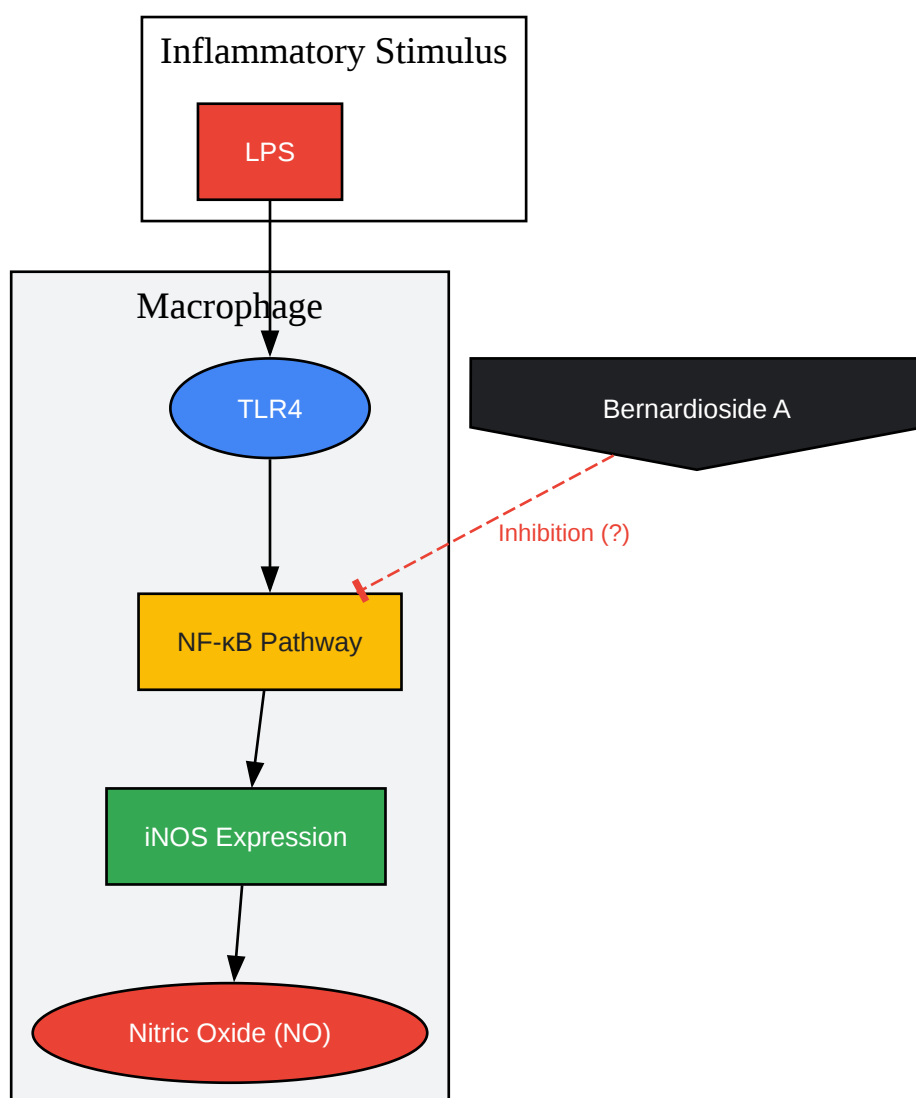 Inflammatory Stimulus
LPS
Macrophage
TLR4
Bernardioside A
Inhibition (?)
NF-κB Pathway
iNOS Expression
Nitric Oxide (NO)